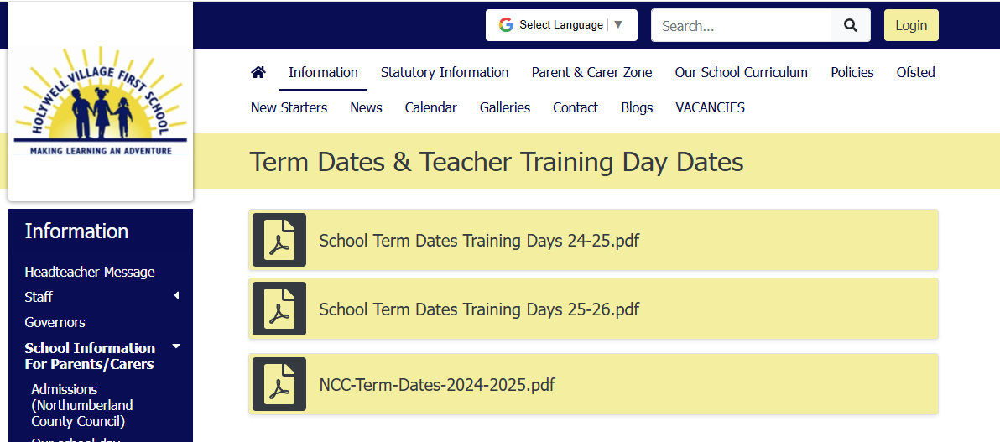 Select Language
Search...
Login
HOLYWELL VILLAGE FIRST SCHOOL
MAKING LEARNING AN ADVENTURE
Information Statutory Information Parent & Carer Zone Our School Curriculum Policies Ofsted
New Starters News Calendar Galleries Contact Blogs VACANCIES
Term Dates & Teacher Training Day Dates
Information
Headteacher Message
Staff
Governors
School Information
For Parents/Carers
Admissions
(Northumberland
County Council)
Our school day
School Term Dates Training Days 24-25.pdf
School Term Dates Training Days 25-26.pdf
NCC-Term-Dates-2024-2025.pdf